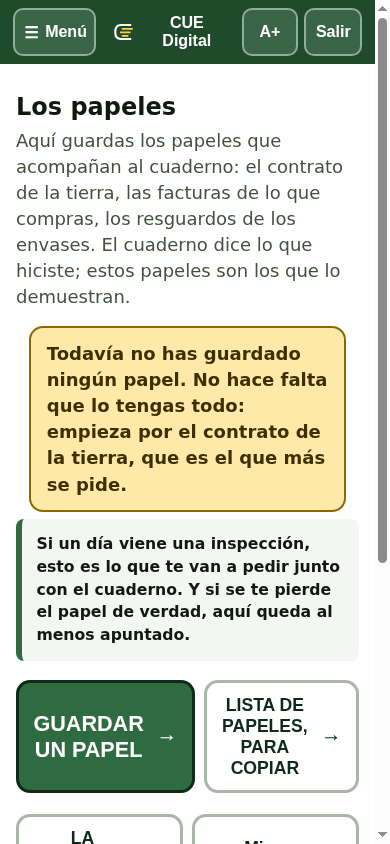 ☰ Menú
CUE
Digital
A+
Salir
Los papeles
Aquí guardas los papeles que
acompañan al cuaderno: el contrato
de la tierra, las facturas de lo que
compras, los resguardos de los
envases. El cuaderno dice lo que
hiciste; estos papeles son los que lo
demuestran.
Todavía no has guardado
ningún papel. No hace falta
que lo tengas todo:
empieza por el contrato de
la tierra, que es el que más
se pide.
Si un día viene una inspección,
esto es lo que te van a pedir junto
con el cuaderno. Y si se te pierde
el papel de verdad, aquí queda al
menos apuntado.
GUARDAR
UN PAPEL →
LISTA DE
PAPELES,
PARA
COPIAR →
LA